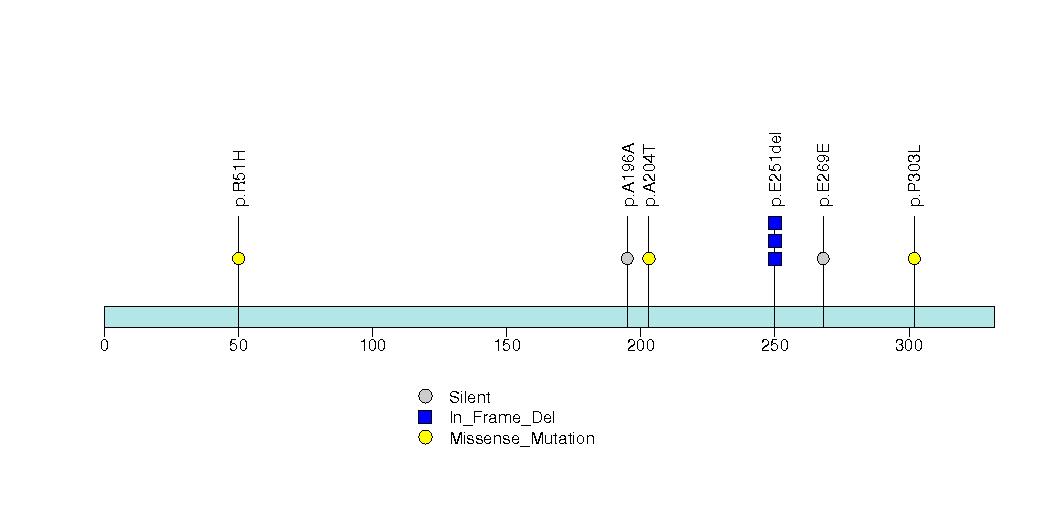 p.R51H
p.A196A
p.A204T
p.E251del
p.E269E
p.P303L
0 50 100 150 200 250 300
Silent
In_Frame_Del
Missense_Mutation